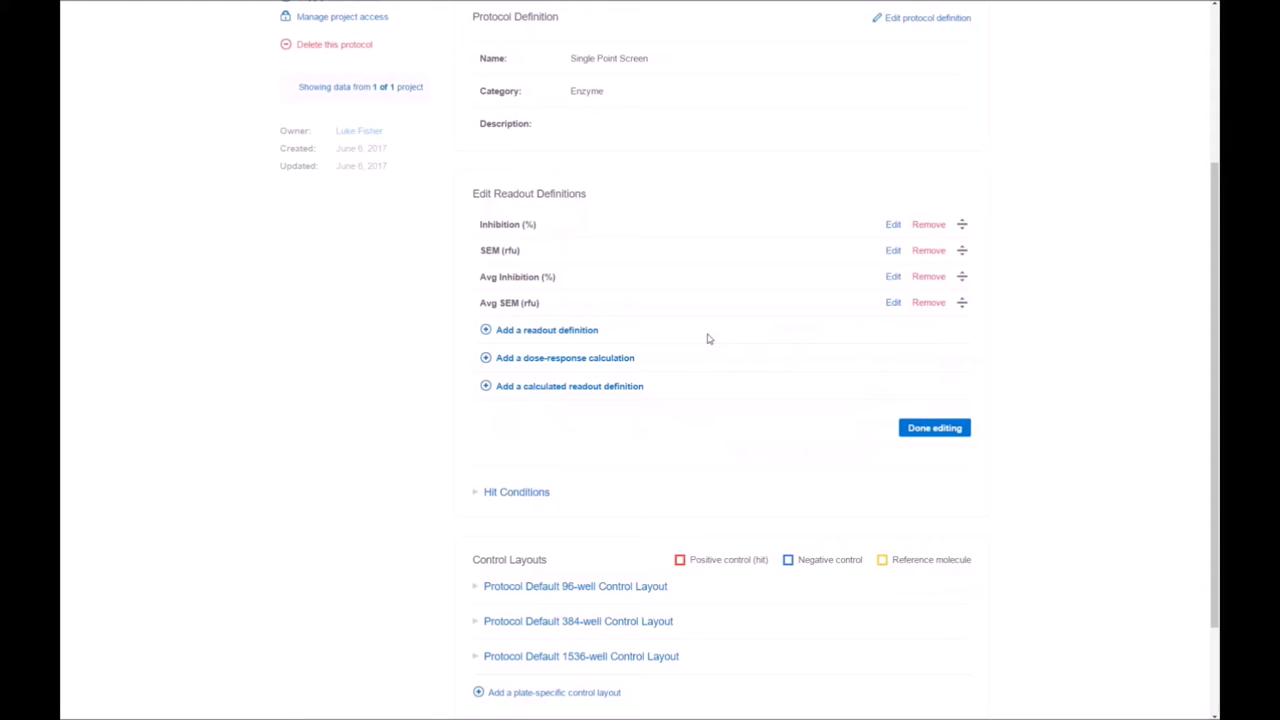 Manage project access
Delete this protocol
Showing data from 1 of 1 project
Owner: Luke Fisher
Created: June 6, 2017
Updated: June 6, 2017
Protocol Definition
Edit protocol definition
Name: Single Point Screen
Category: Enzyme
Description:
Edit Readout Definitions
Inhibition (%) Edit Remove
SEM (rfu) Edit Remove
Avg Inhibition (%) Edit Remove
Avg SEM (rfu) Edit Remove
Add a readout definition
Add a dose-response calculation
Add a calculated readout definition
Done editing
Hit Conditions
Control Layouts
Positive control (hit) Negative control Reference molecule
Protocol Default 96-well Control Layout
Protocol Default 384-well Control Layout
Protocol Default 1536-well Control Layout
Add a plate-specific control layout